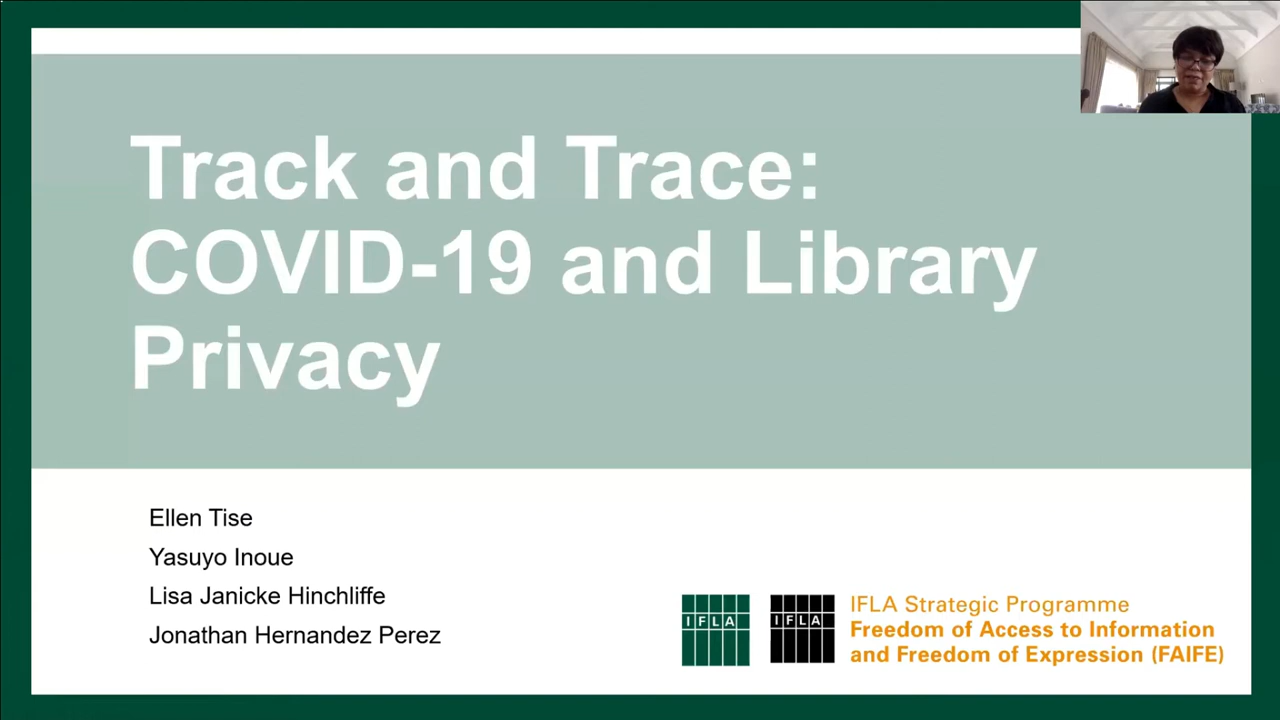 Track and Trace:
COVID-19 and Library
Privacy
Ellen Tise
Yasuyo Inoue
Lisa Janicke Hinchliffe
Jonathan Hernandez Perez
IFLA
IFLA
IFLA Strategic Programme
Freedom of Access to Information
and Freedom of Expression (FAIFE)